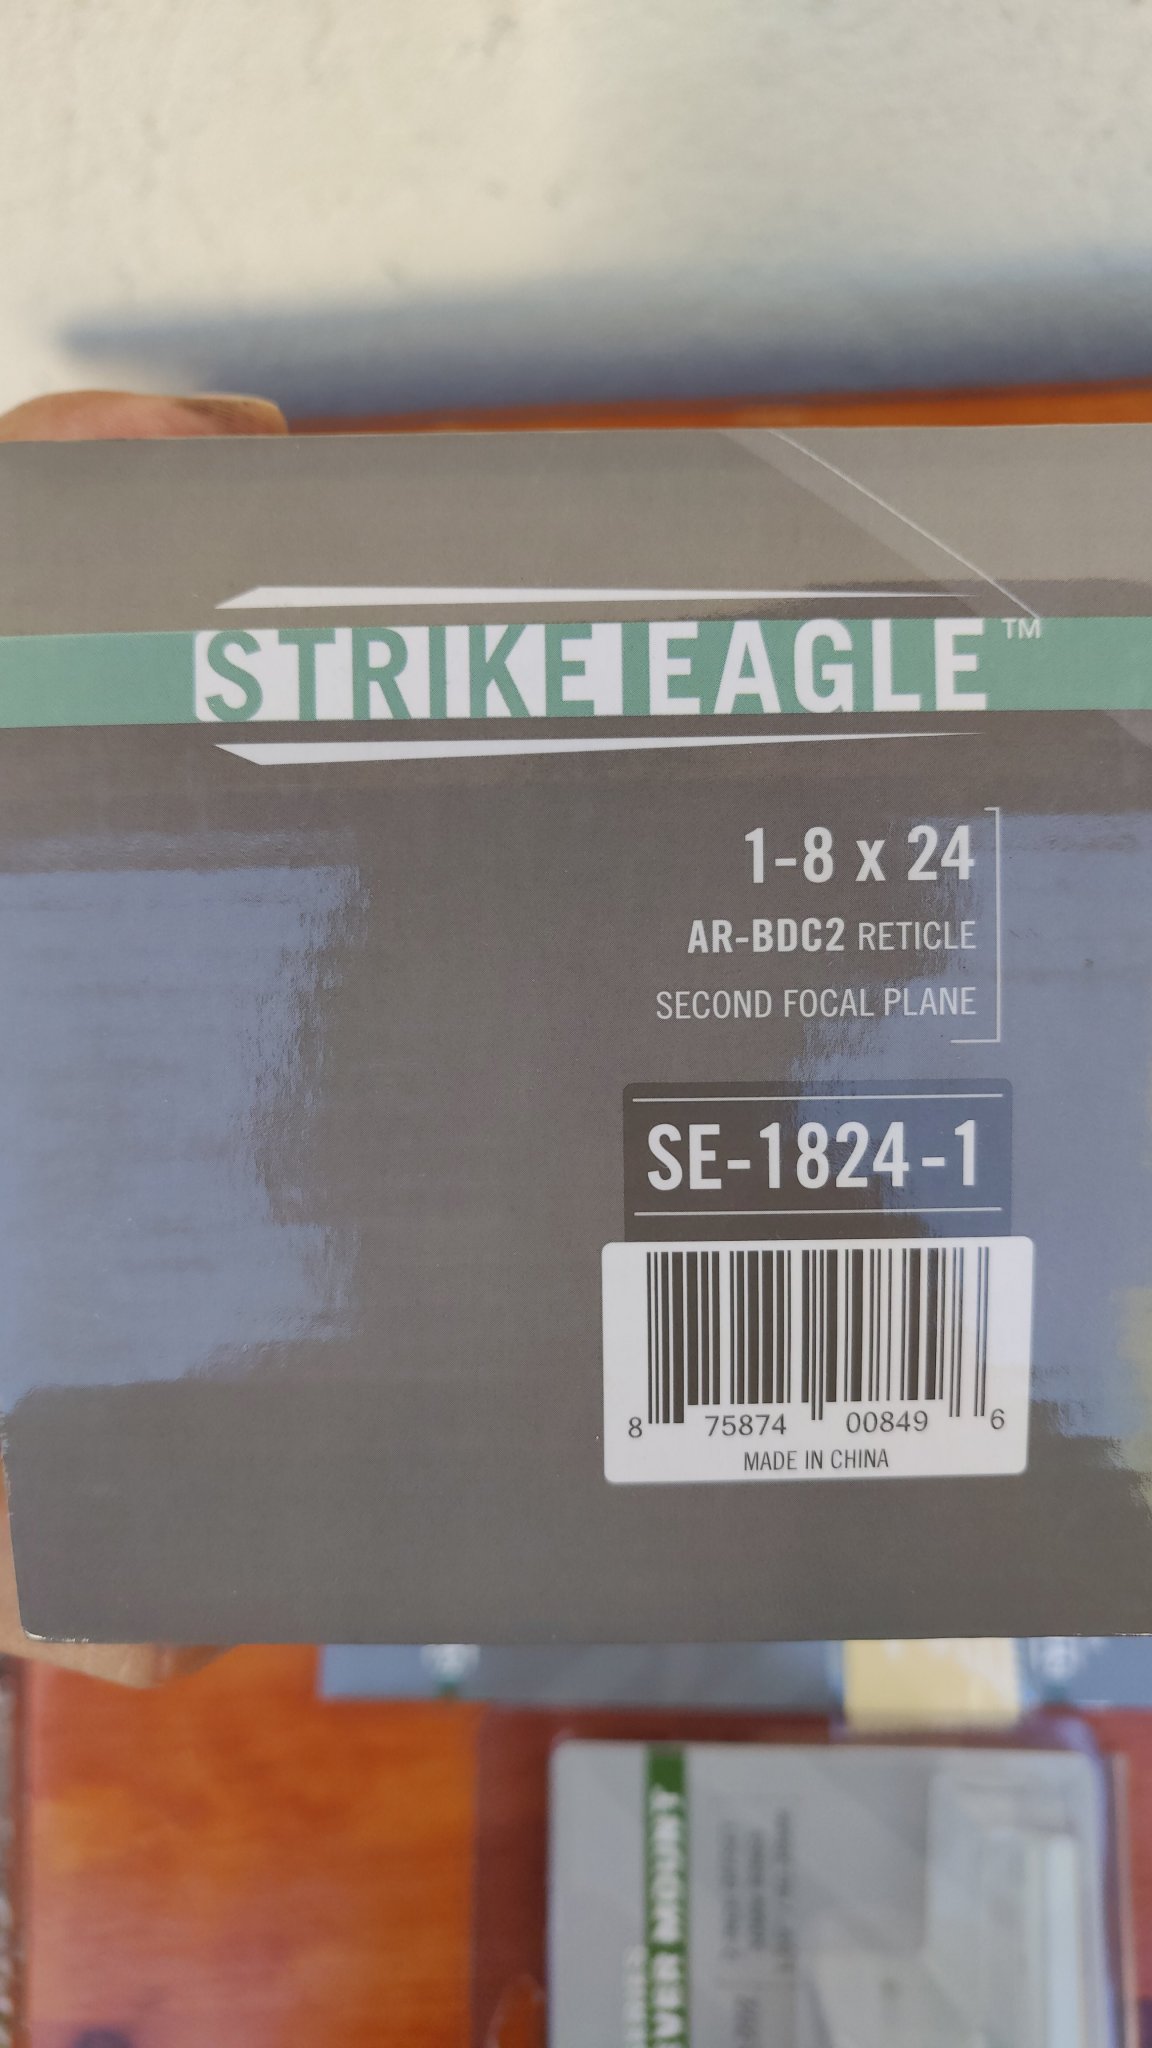 STRIKE EAGLE™
1-8 x 24
AR-BDC2 RETICLE
SECOND FOCAL PLANE
SE-1824-1
8 75874 00849 6
MADE IN CHINA
MOUNT